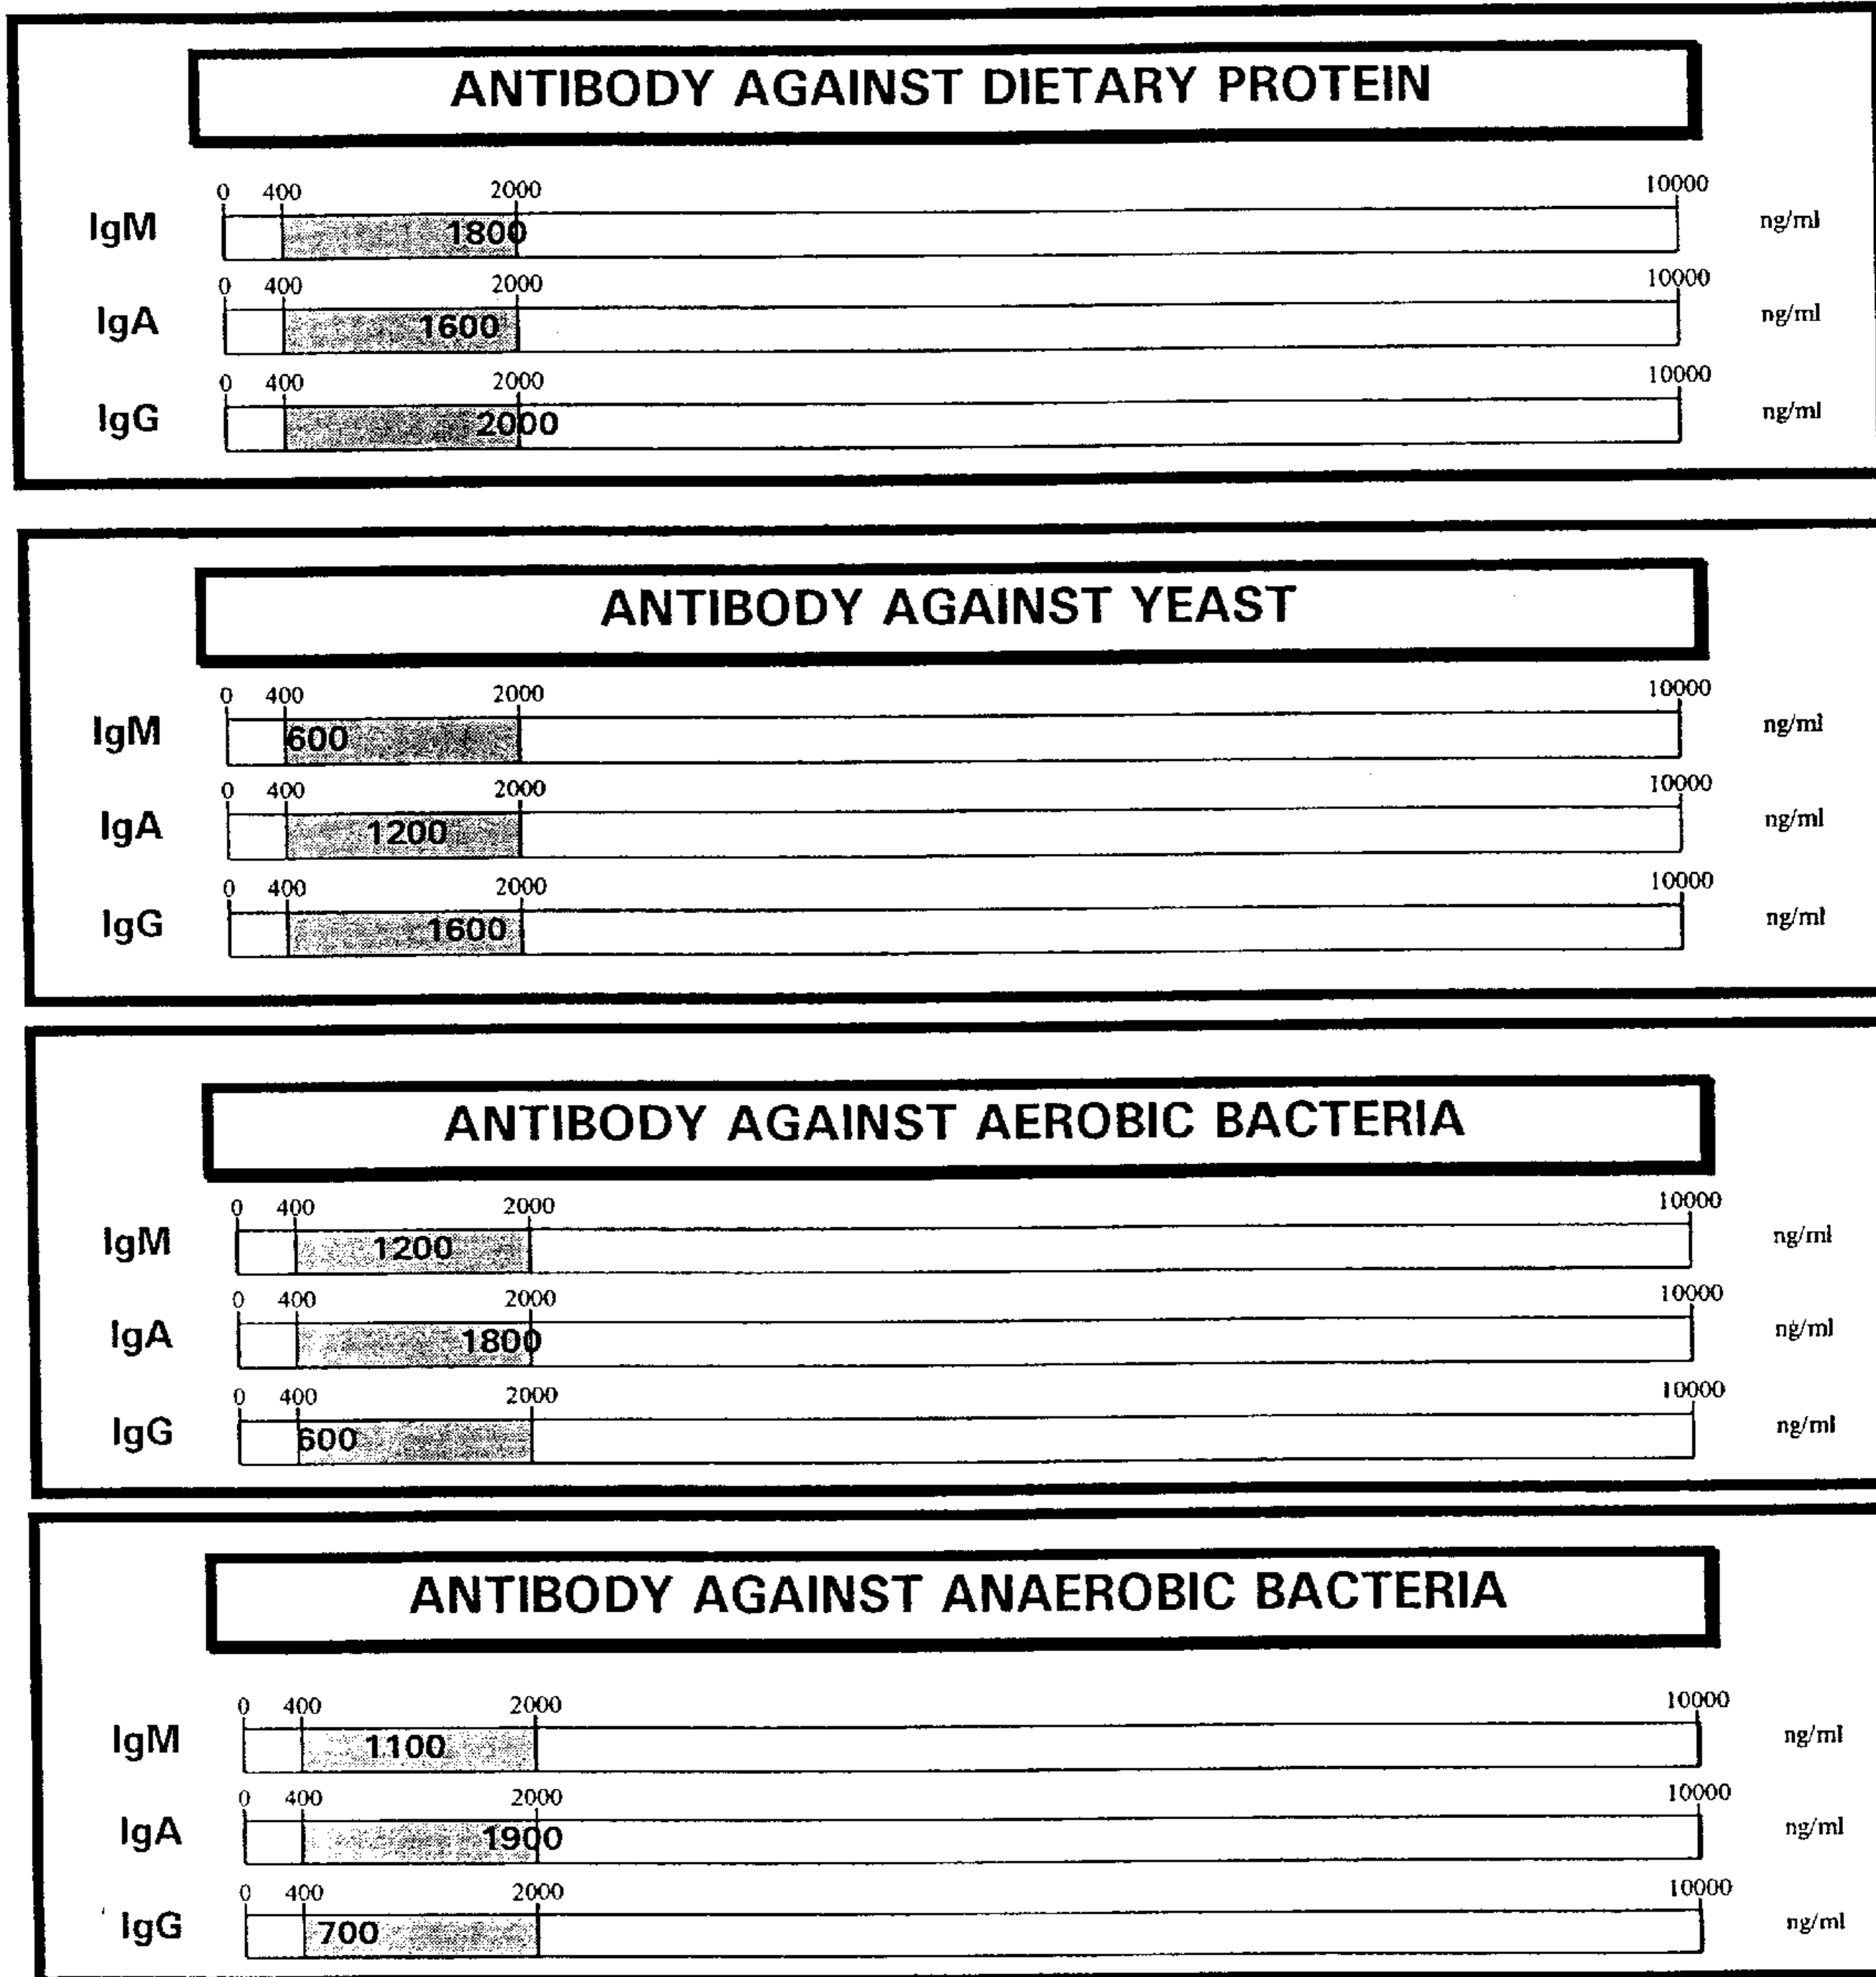 ANTIBODY AGAINST DIETARY PROTEIN
0 400 2000 10000
IgM 1800 ng/ml
0 400 2000 10000
IgA 1600 ng/ml
0 400 2000 10000
IgG 2000 ng/ml
ANTIBODY AGAINST YEAST
0 400 2000 10000
IgM 600 ng/ml
0 400 2000 10000
IgA 1200 ng/ml
0 400 2000 10000
IgG 1600 ng/ml
ANTIBODY AGAINST AEROBIC BACTERIA
0 400 2000 10000
IgM 1200 ng/ml
0 400 2000 10000
IgA 1800 ng/ml
0 400 2000 10000
IgG 600 ng/ml
ANTIBODY AGAINST ANAEROBIC BACTERIA
0 400 2000 10000
IgM 1100 ng/ml
0 400 2000 10000
IgA 1900 ng/ml
0 400 2000 10000
IgG 700 ng/ml